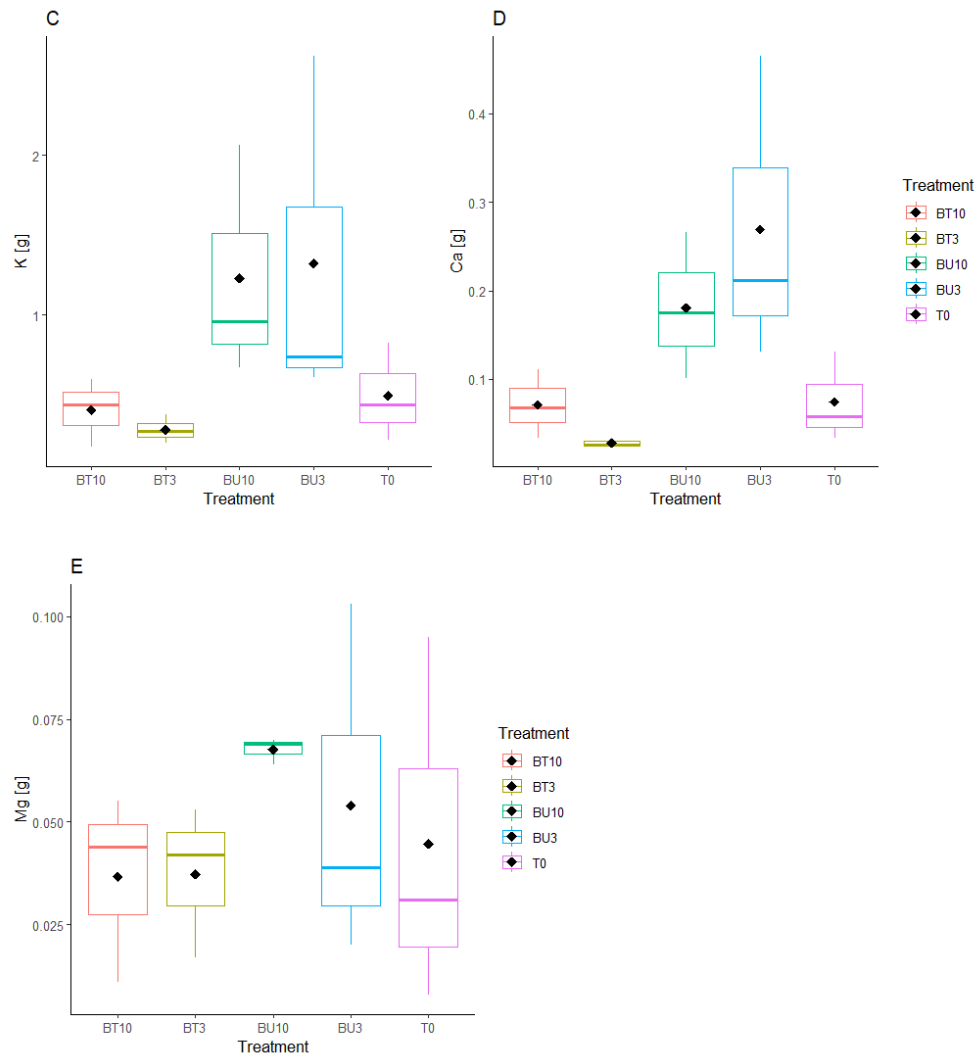 C
K [g]
2
1
BT10 BT3 BU10 BU3 T0
Treatment
D
Ca [g]
0.4
0.3
0.2
0.1
BT10 BT3 BU10 BU3 T0
Treatment
Treatment
BT10
BT3
BU10
BU3
T0
E
Mg [g]
0.100
0.075
0.050
0.025
BT10 BT3 BU10 BU3 T0
Treatment
Treatment
BT10
BT3
BU10
BU3
T0